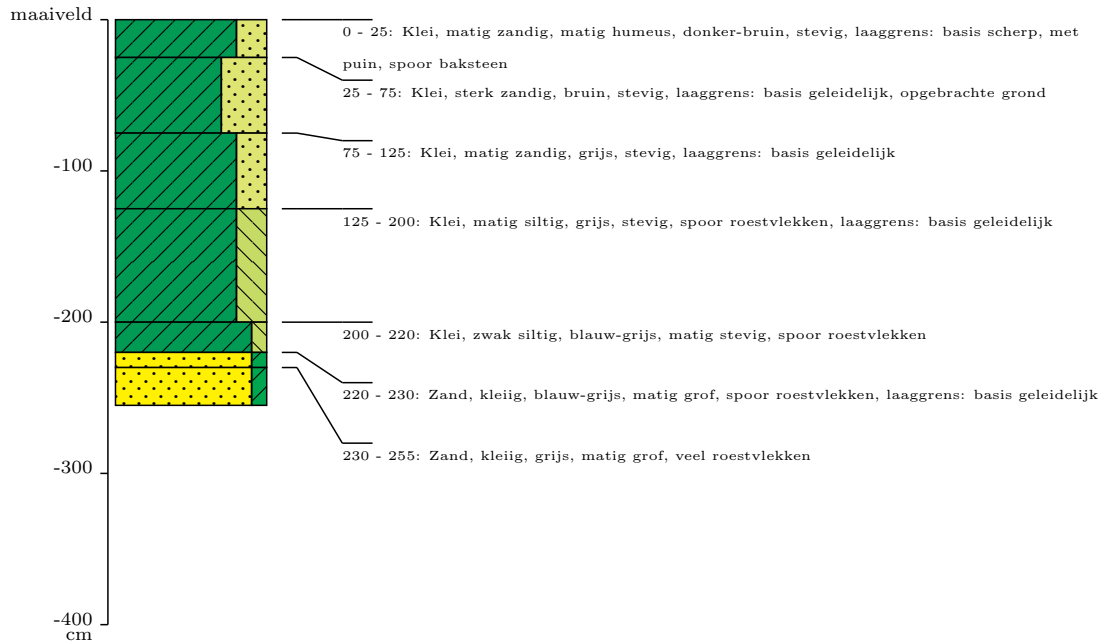 maaiveld
0 - 25: Klei, matig zandig, matig humeus, donker-bruin, stevig, laaggrens: basis scherp, met
puin, spoor baksteen
25 - 75: Klei, sterk zandig, bruin, stevig, laaggrens: basis geleidelijk, opgebrachte grond
75 - 125: Klei, matig zandig, grijs, stevig, laaggrens: basis geleidelijk
-100
125 - 200: Klei, matig siltig, grijs, stevig, spoor roestvlekken, laaggrens: basis geleidelijk
-200
200 - 220: Klei, zwak siltig, blauw-grijs, matig stevig, spoor roestvlekken
220 - 230: Zand, kleiig, blauw-grijs, matig grof, spoor roestvlekken, laaggrens: basis geleidelijk
230 - 255: Zand, kleiig, grijs, matig grof, veel roestvlekken
-300
-400
cm